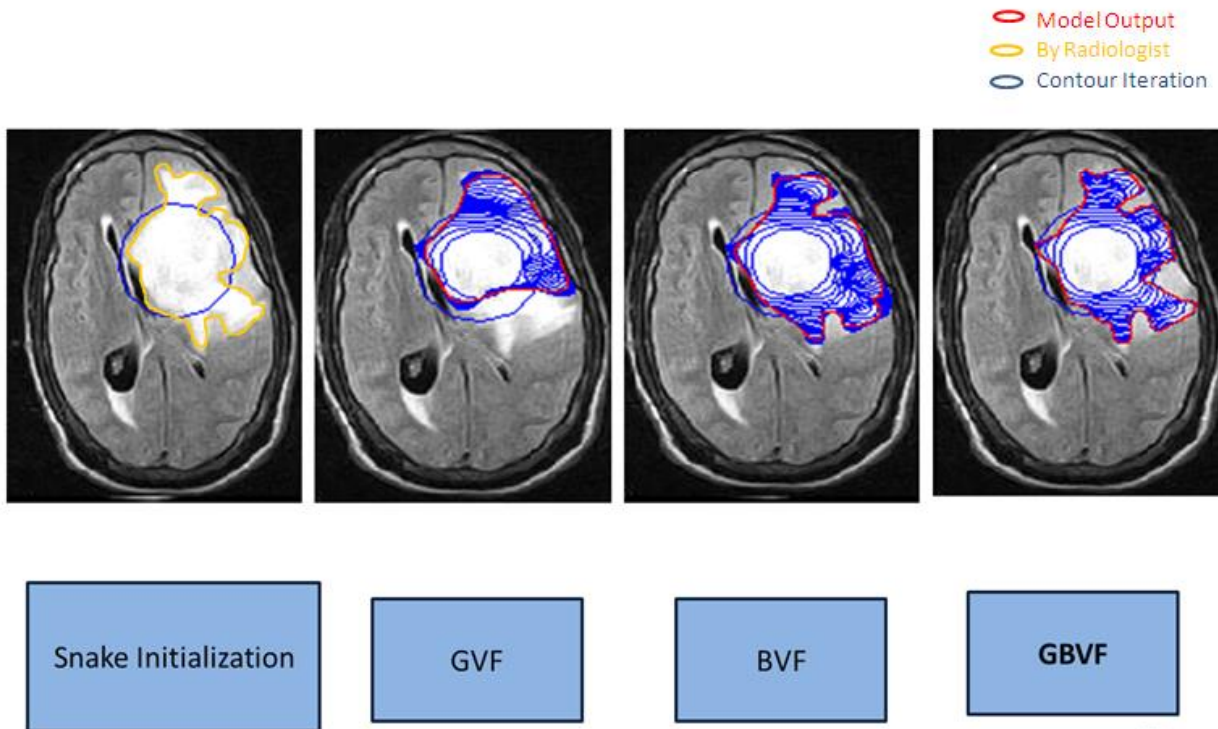 Model Output
By Radiologist
Contour Iteration
Snake Initialization
GVF
BVF
GBVF